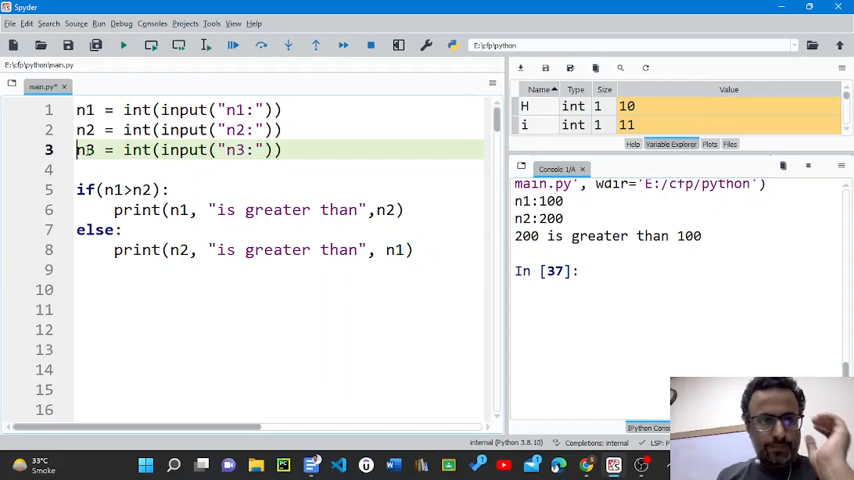 Spyder
File Edit Search Source Run Debug Consoles Projects Tools View Help
E:\cfp\python
E:\cfp\python\main.py
main.py*
1 n1 = int(input("n1:"))
2 n2 = int(input("n2:"))
3 n3 = int(input("n3:"))
4
5 if(n1>n2):
6 print(n1, "is greater than",n2)
7 else:
8 print(n2, "is greater than", n1)
9
10
11
12
13
14
15
16
Name Type Size Value
H int 1 10
i int 1 11
Help Variable Explorer Plots Files
Console 1/A
main.py', wdir='E:/cfp/python')
n1:100
n2:200
200 is greater than 100
In [37]:
IPython Cons
internal (Python 3.8.10) Completions: internal LSP:
33°C
Smoke